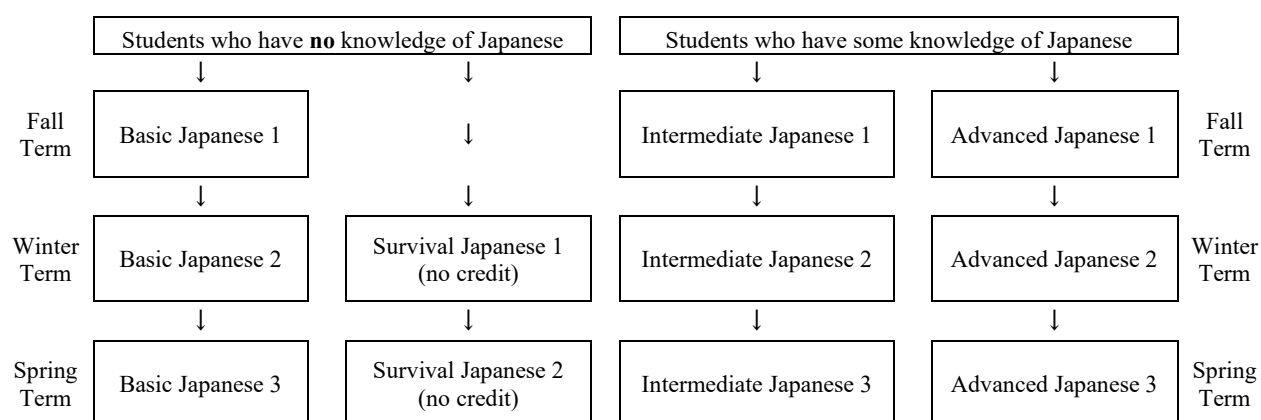 Students who have no knowledge of Japanese
Students who have some knowledge of Japanese
↓ ↓ ↓ ↓
Fall
Term
Basic Japanese 1
↓
Intermediate Japanese 1
Advanced Japanese 1
Fall
Term
↓ ↓ ↓ ↓
Winter
Term
Basic Japanese 2
Survival Japanese 1
(no credit)
Intermediate Japanese 2
Advanced Japanese 2
Winter
Term
↓ ↓ ↓ ↓
Spring
Term
Basic Japanese 3
Survival Japanese 2
(no credit)
Intermediate Japanese 3
Advanced Japanese 3
Spring
Term